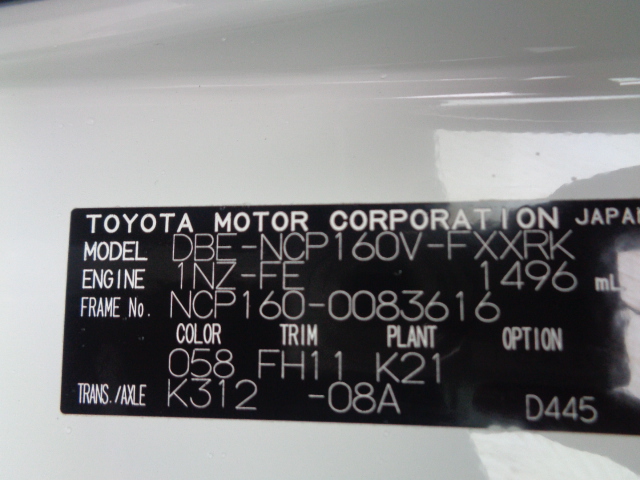 TOYOTA MOTOR CORPORATION JAPAN
MODEL DBE-NCP160V-FXXRK
ENGINE 1NZ-FE 1496 mL
FRAME No. NCP160-0083616
COLOR TRIM PLANT OPTION
058 FH11 K21
TRANS./AXLE K312 -08A D445